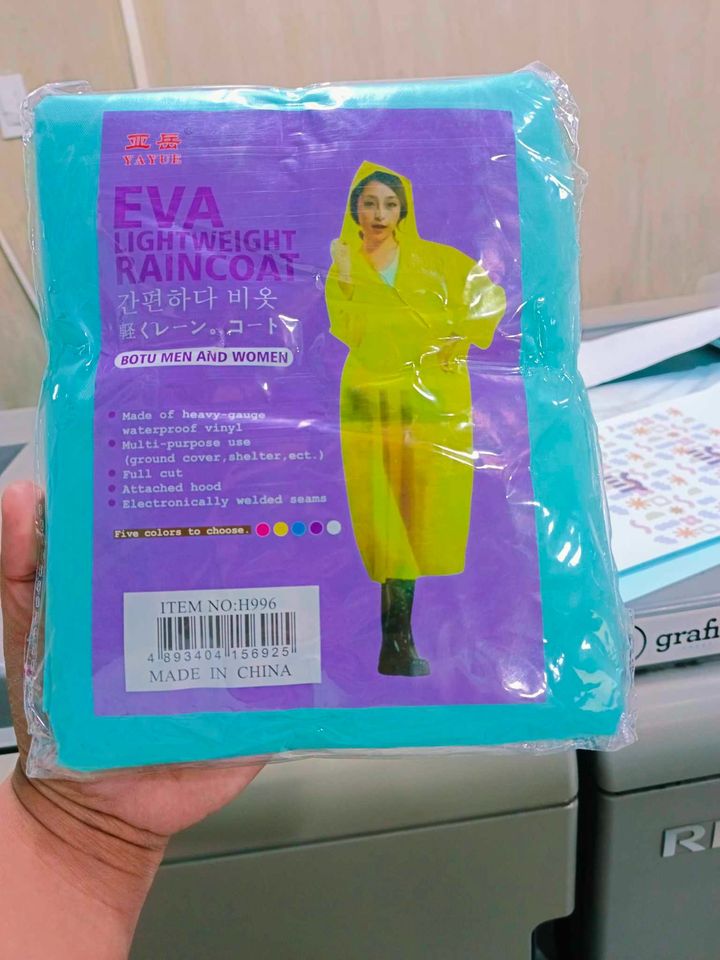 亚岳
YAYUE
EVA
LIGHTWEIGHT
RAINCOAT
간편하다 비옷
軽くレーン。コート
BOTU MEN AND WOMEN
Made of heavy-gauge
waterproof vinyl
Multi-purpose use
(ground cover,shelter,ect.)
Full cut
Attached hood
Electronically welded seams
Five colors to choose.
ITEM NO:H996
4 893404 156925
MADE IN CHINA
grafi